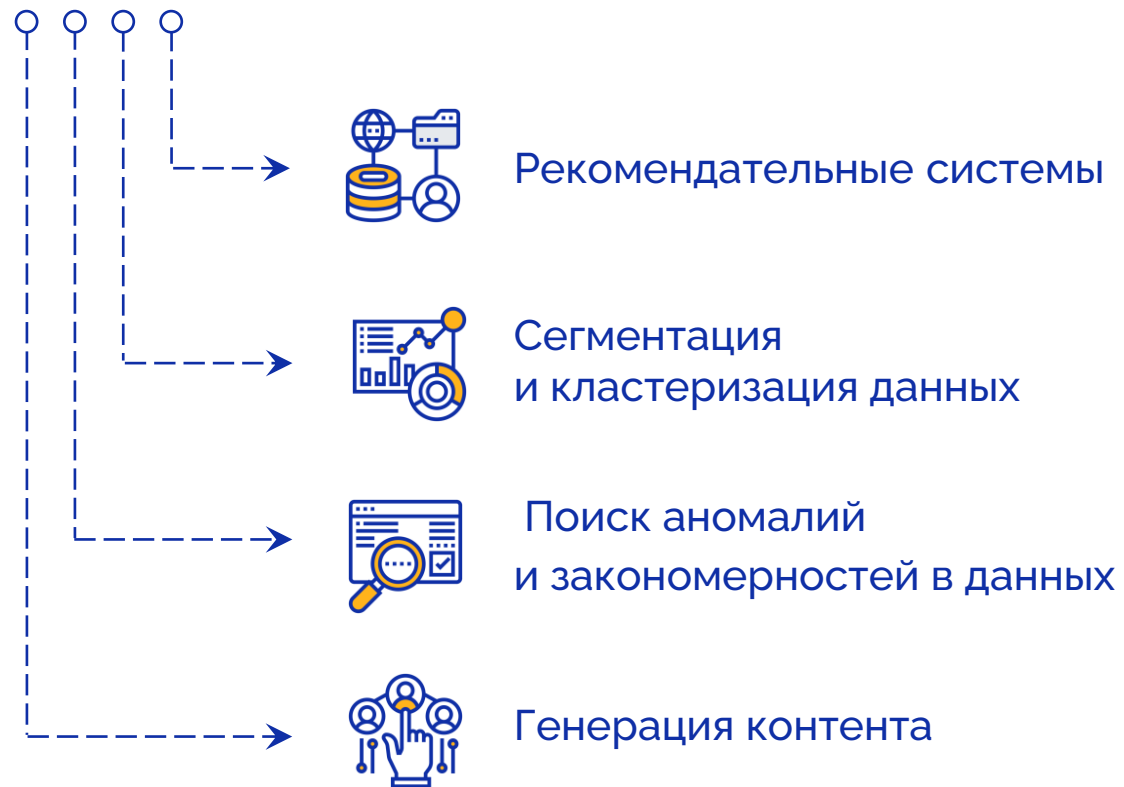 Рекомендательные системы
Сегментация
и кластеризация данных
Поиск аномалий
и закономерностей в данных
Генерация контента